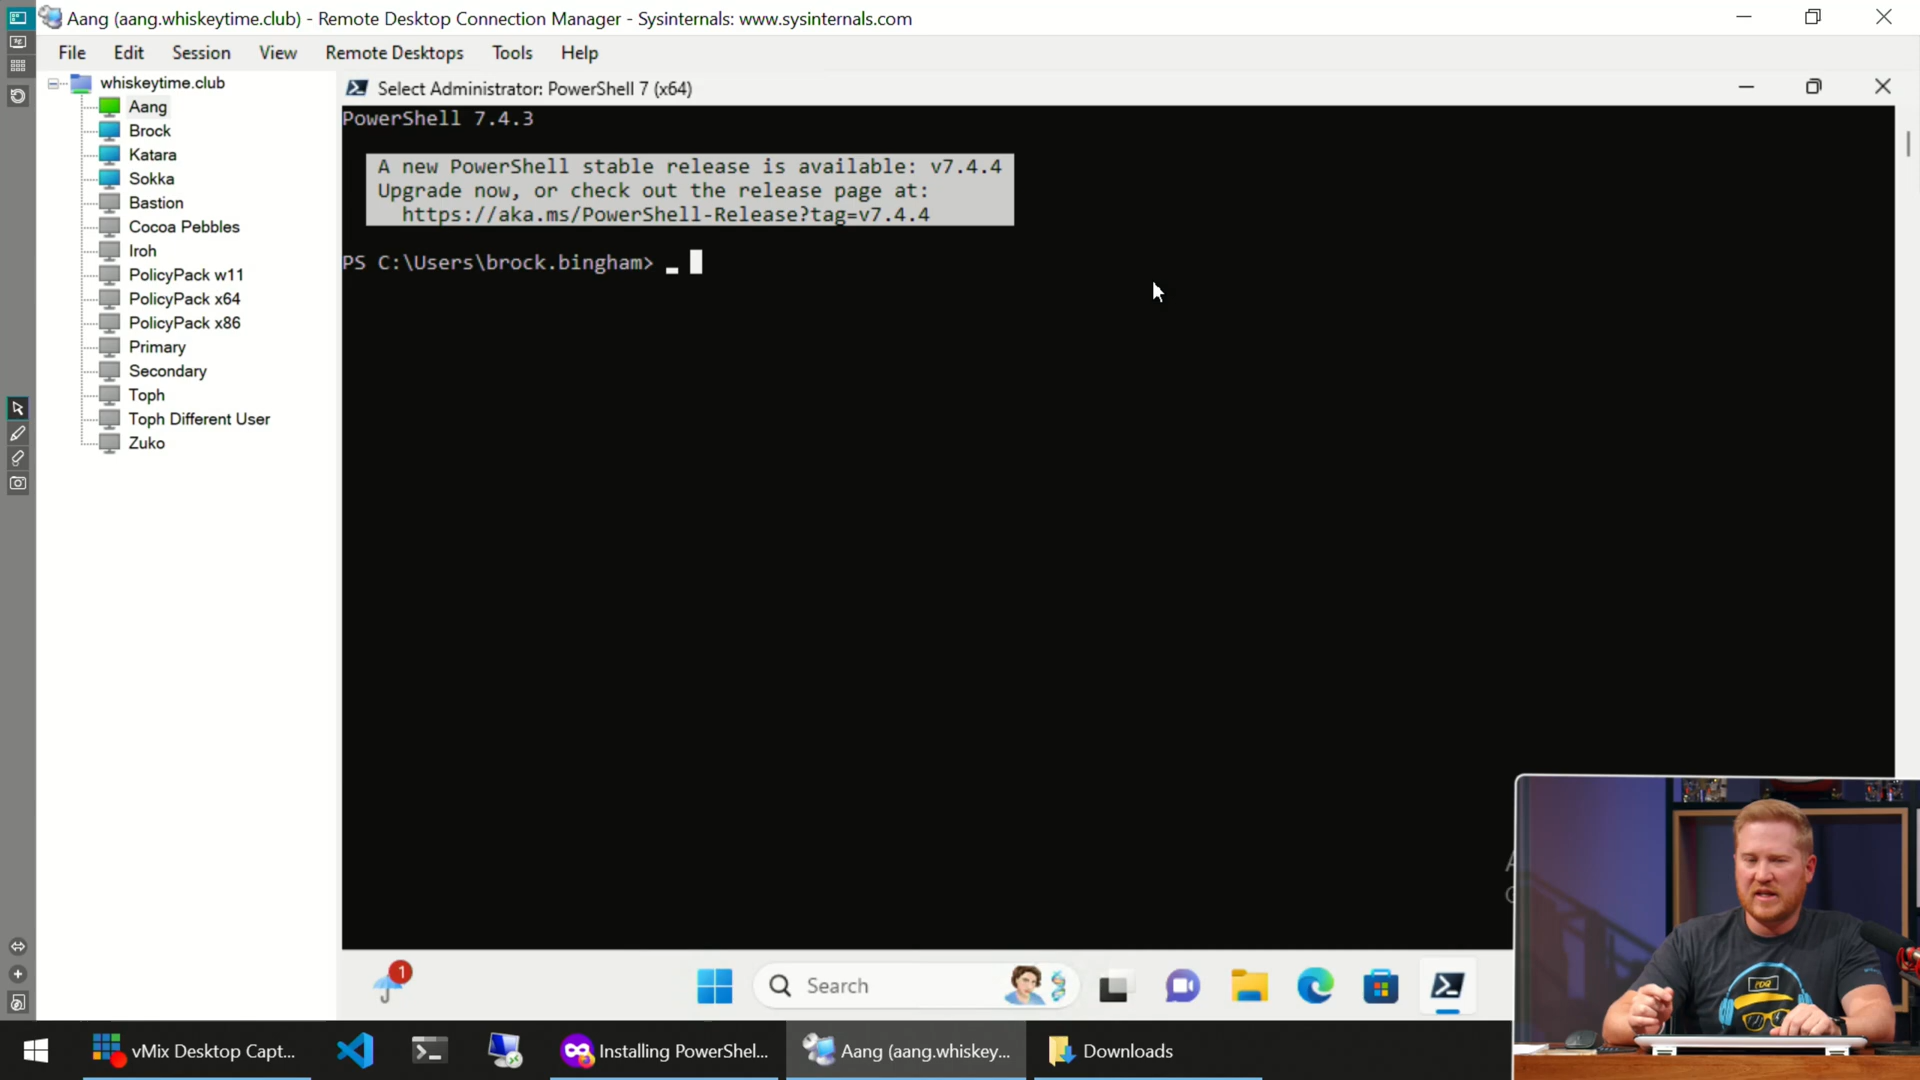 Aang (aang.whiskeytime.club) - Remote Desktop Connection Manager - Sysinternals: www.sysinternals.com
File Edit Session View Remote Desktops Tools Help
whiskeytime.club
Aang
Brock
Katara
Sokka
Bastion
Cocoa Pebbles
Iroh
PolicyPack w11
PolicyPack x64
PolicyPack x86
Primary
Secondary
Toph
Toph Different User
Zuko
Select Administrator: PowerShell 7 (x64)
PowerShell 7.4.3
A new PowerShell stable release is available: v7.4.4
Upgrade now, or check out the release page at:
https://aka.ms/PowerShell-Release?tag=v7.4.4
PS C:\Users\brock.bingham> _
1
Search
PDQ
vMix Desktop Capt...
Installing PowerShel...
Aang (aang.whiskey...
Downloads